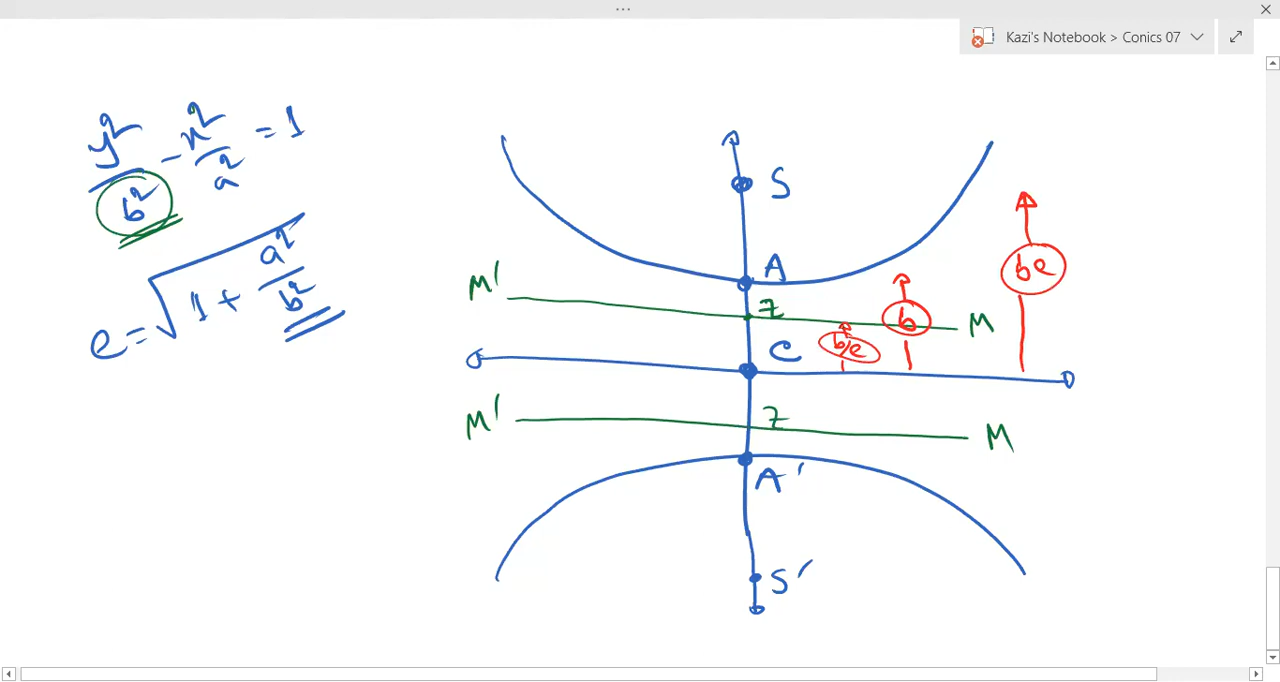 Kazi's Notebook > Conics 07
y²/b² - x²/a² = 1
e = √(1 + a²/b²)
S
A
M' Z M
b/e b be
C
M' Z M
A'
S'